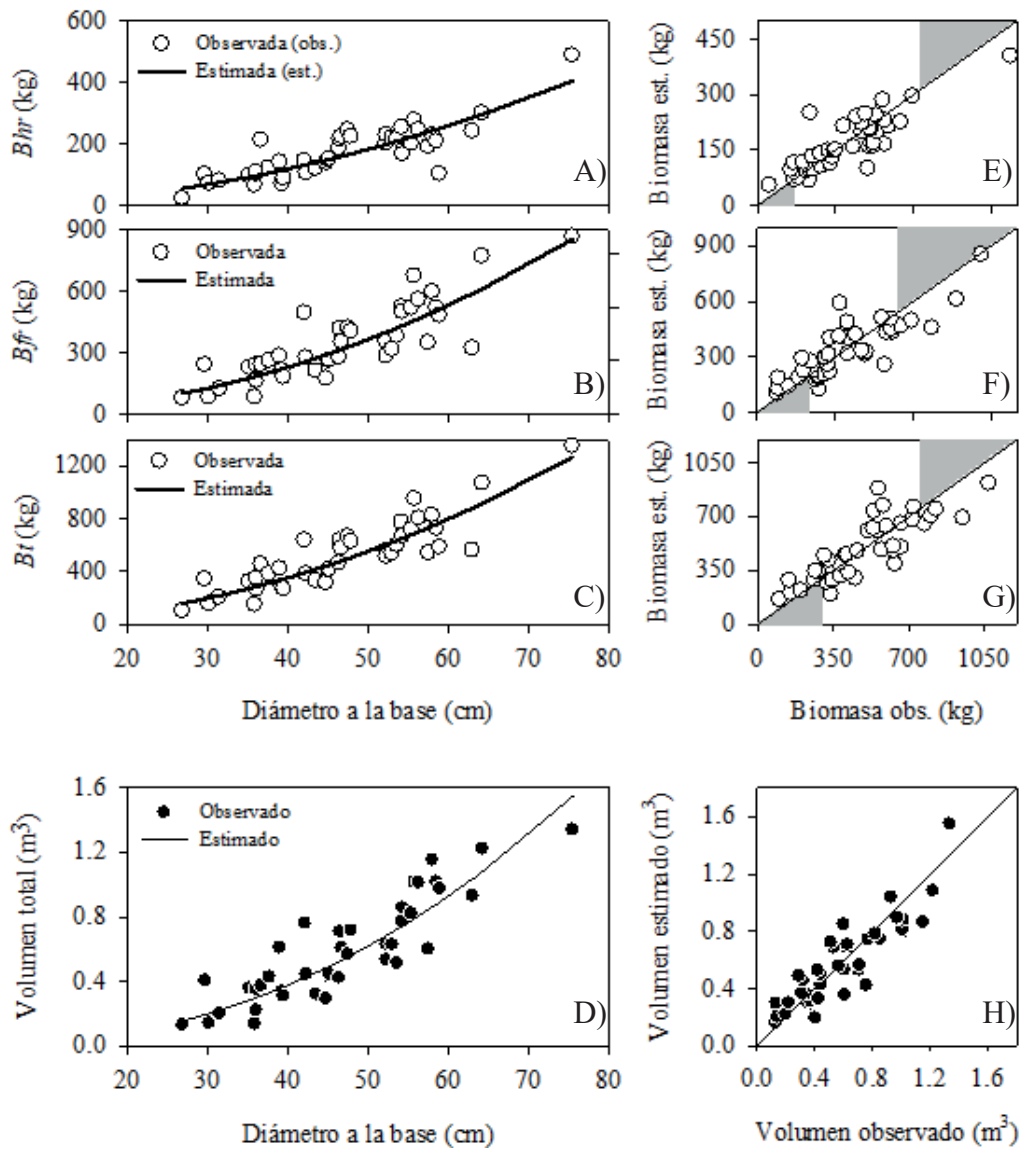 600
400
200
0
Bhr (kg)
Observada (obs.)
Estimada (est.)
A)
450
300
150
0
Biomasa est. (kg)
E)
900
600
300
0
Bfr (kg)
Observada
Estimada
B)
900
600
300
0
Biomasa est. (kg)
F)
1200
800
400
0
Bt (kg)
Observada
Estimada
C)
20 30 40 50 60 70 80
Diámetro a la base (cm)
1050
700
350
0
Biomasa est. (kg)
G)
0 350 700 1050
Biomasa obs. (kg)
1.6
1.2
0.8
0.4
0.0
Volumen total (m3)
Observado
Estimado
D)
20 30 40 50 60 70 80
Diámetro a la base (cm)
1.6
1.2
0.8
0.4
0.0
Volumen estimado (m3)
H)
0.0 0.4 0.8 1.2 1.6
Volumen observado (m3)